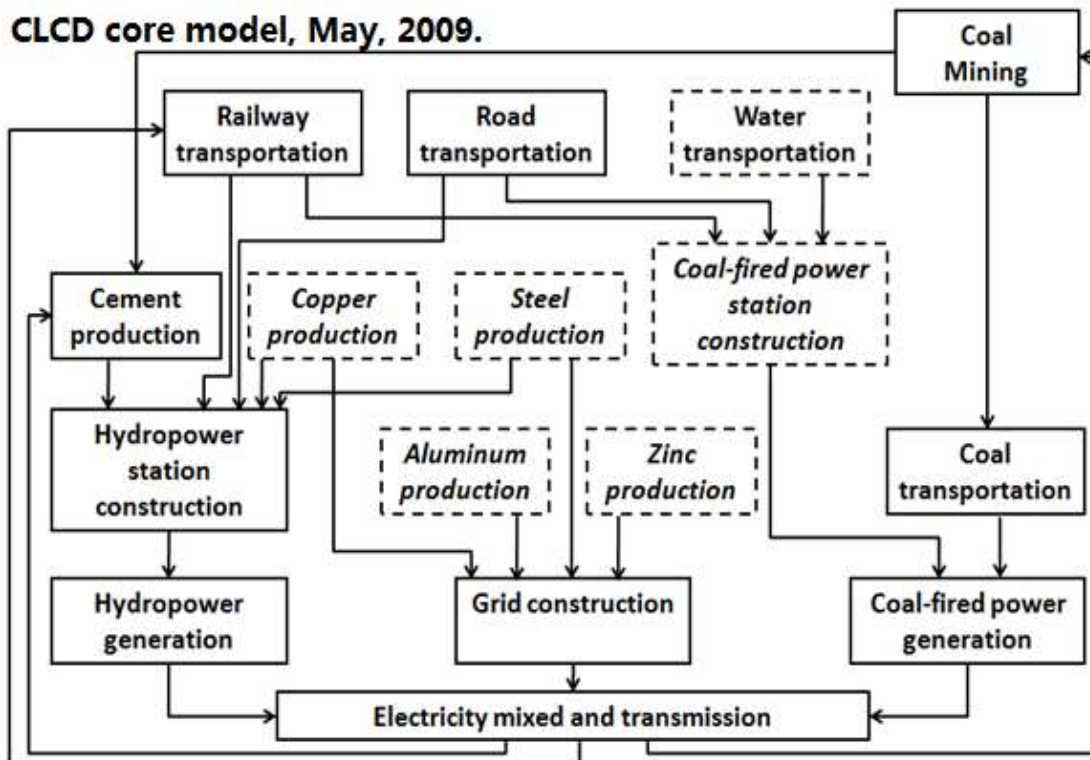 CLCD core model, May, 2009.
Coal
Mining
Railway
transportation
Road
transportation
Water
transportation
Cement
production
Copper
production
Steel
production
Coal-fired power
station
construction
Hydropower
station
construction
Aluminum
production
Zinc
production
Coal
transportation
Hydropower
generation
Grid construction
Coal-fired power
generation
Electricity mixed and transmission